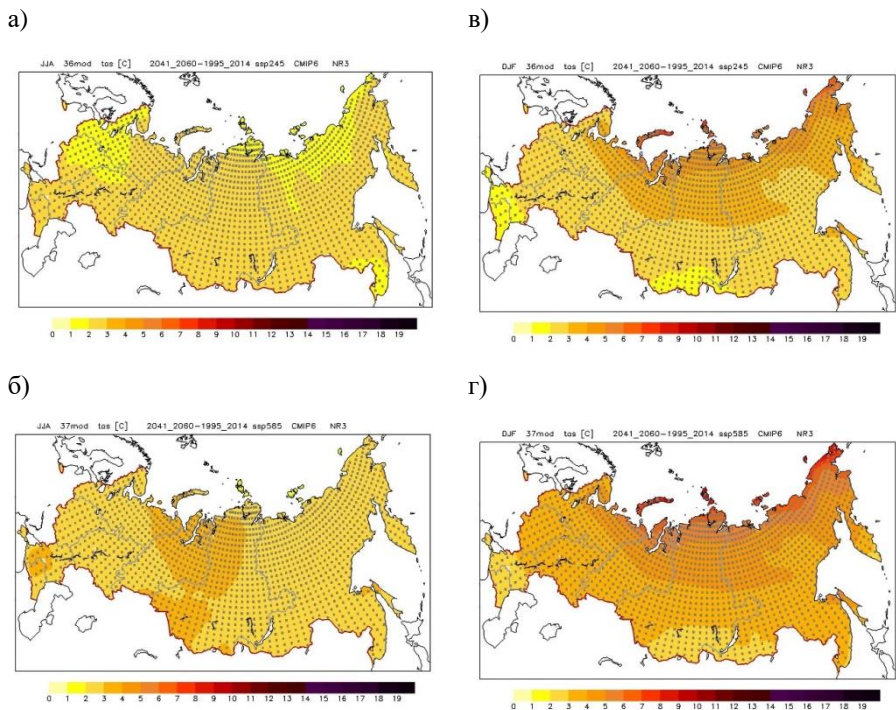 а)
JJA 36mod tas [C] 2041_2060-1995_2014 ssp245 CMIP6 NR3
0 1 2 3 4 5 6 7 8 9 10 11 12 13 14 15 16 17 18 19
в)
DJF 36mod tas [C] 2041_2060-1995_2014 ssp245 CMIP6 NR3
0 1 2 3 4 5 6 7 8 9 10 11 12 13 14 15 16 17 18 19
б)
JJA 37mod tas [C] 2041_2060-1995_2014 ssp585 CMIP6 NR3
0 1 2 3 4 5 6 7 8 9 10 11 12 13 14 15 16 17 18 19
г)
DJF 37mod tas [C] 2041_2060-1995_2014 ssp585 CMIP6 NR3
0 1 2 3 4 5 6 7 8 9 10 11 12 13 14 15 16 17 18 19